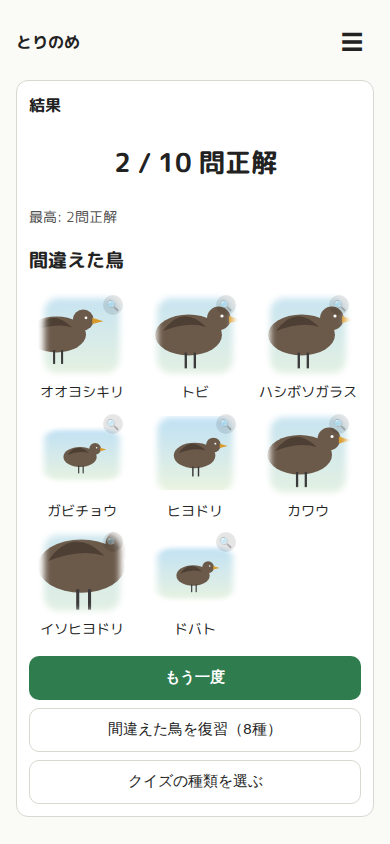 とりのめ
結果
2 / 10 問正解
最高: 2問正解
間違えた鳥
オオヨシキリ
トビ
ハシボソガラス
ガビチョウ
ヒヨドリ
カワウ
イソヒヨドリ
ドバト
もう一度
間違えた鳥を復習（8種）
クイズの種類を選ぶ